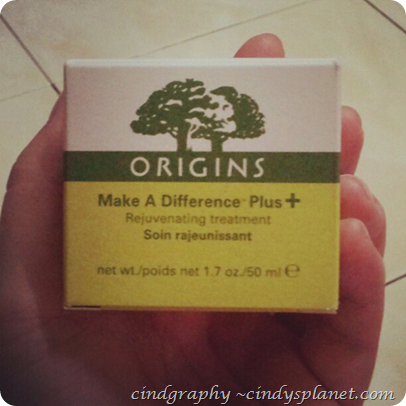 ORIGINS
Make A Difference™ Plus+
Rejuvenating treatment
Soin rajeunissant
net wt./poids net 1.7 oz./50 ml ℮
cindgraphy ~cindysplanet.com